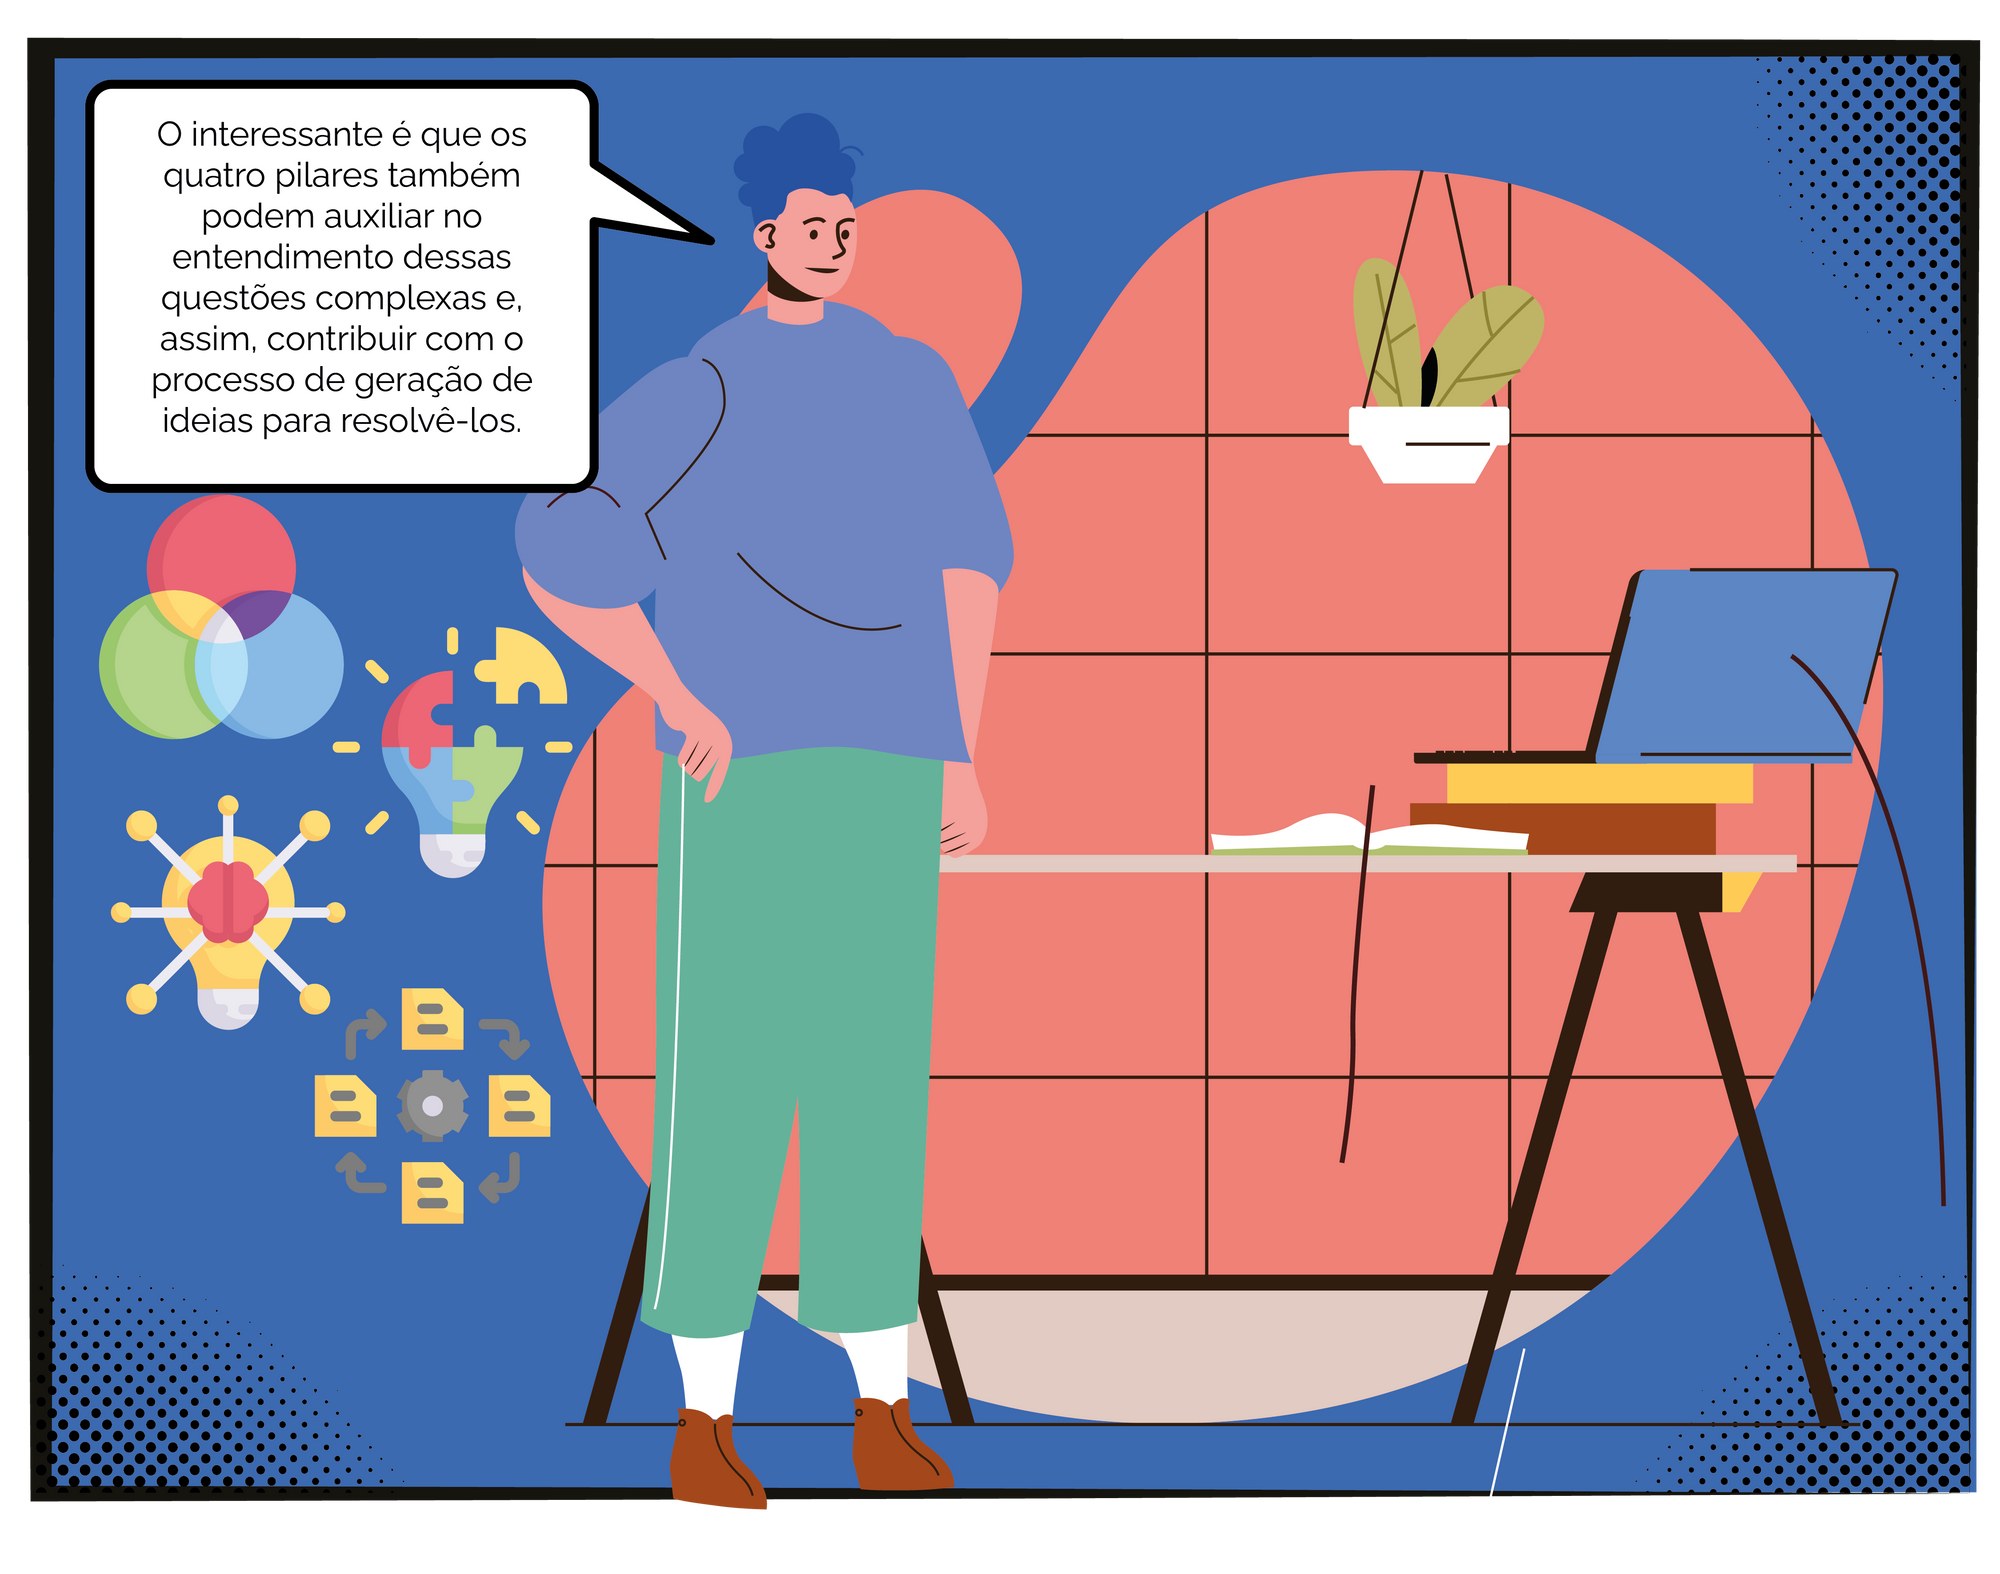 O interessante é que os
quatro pilares também
podem auxiliar no
entendimento dessas
questões complexas e,
assim, contribuir com o
processo de geração de
ideias para resolvê-los.